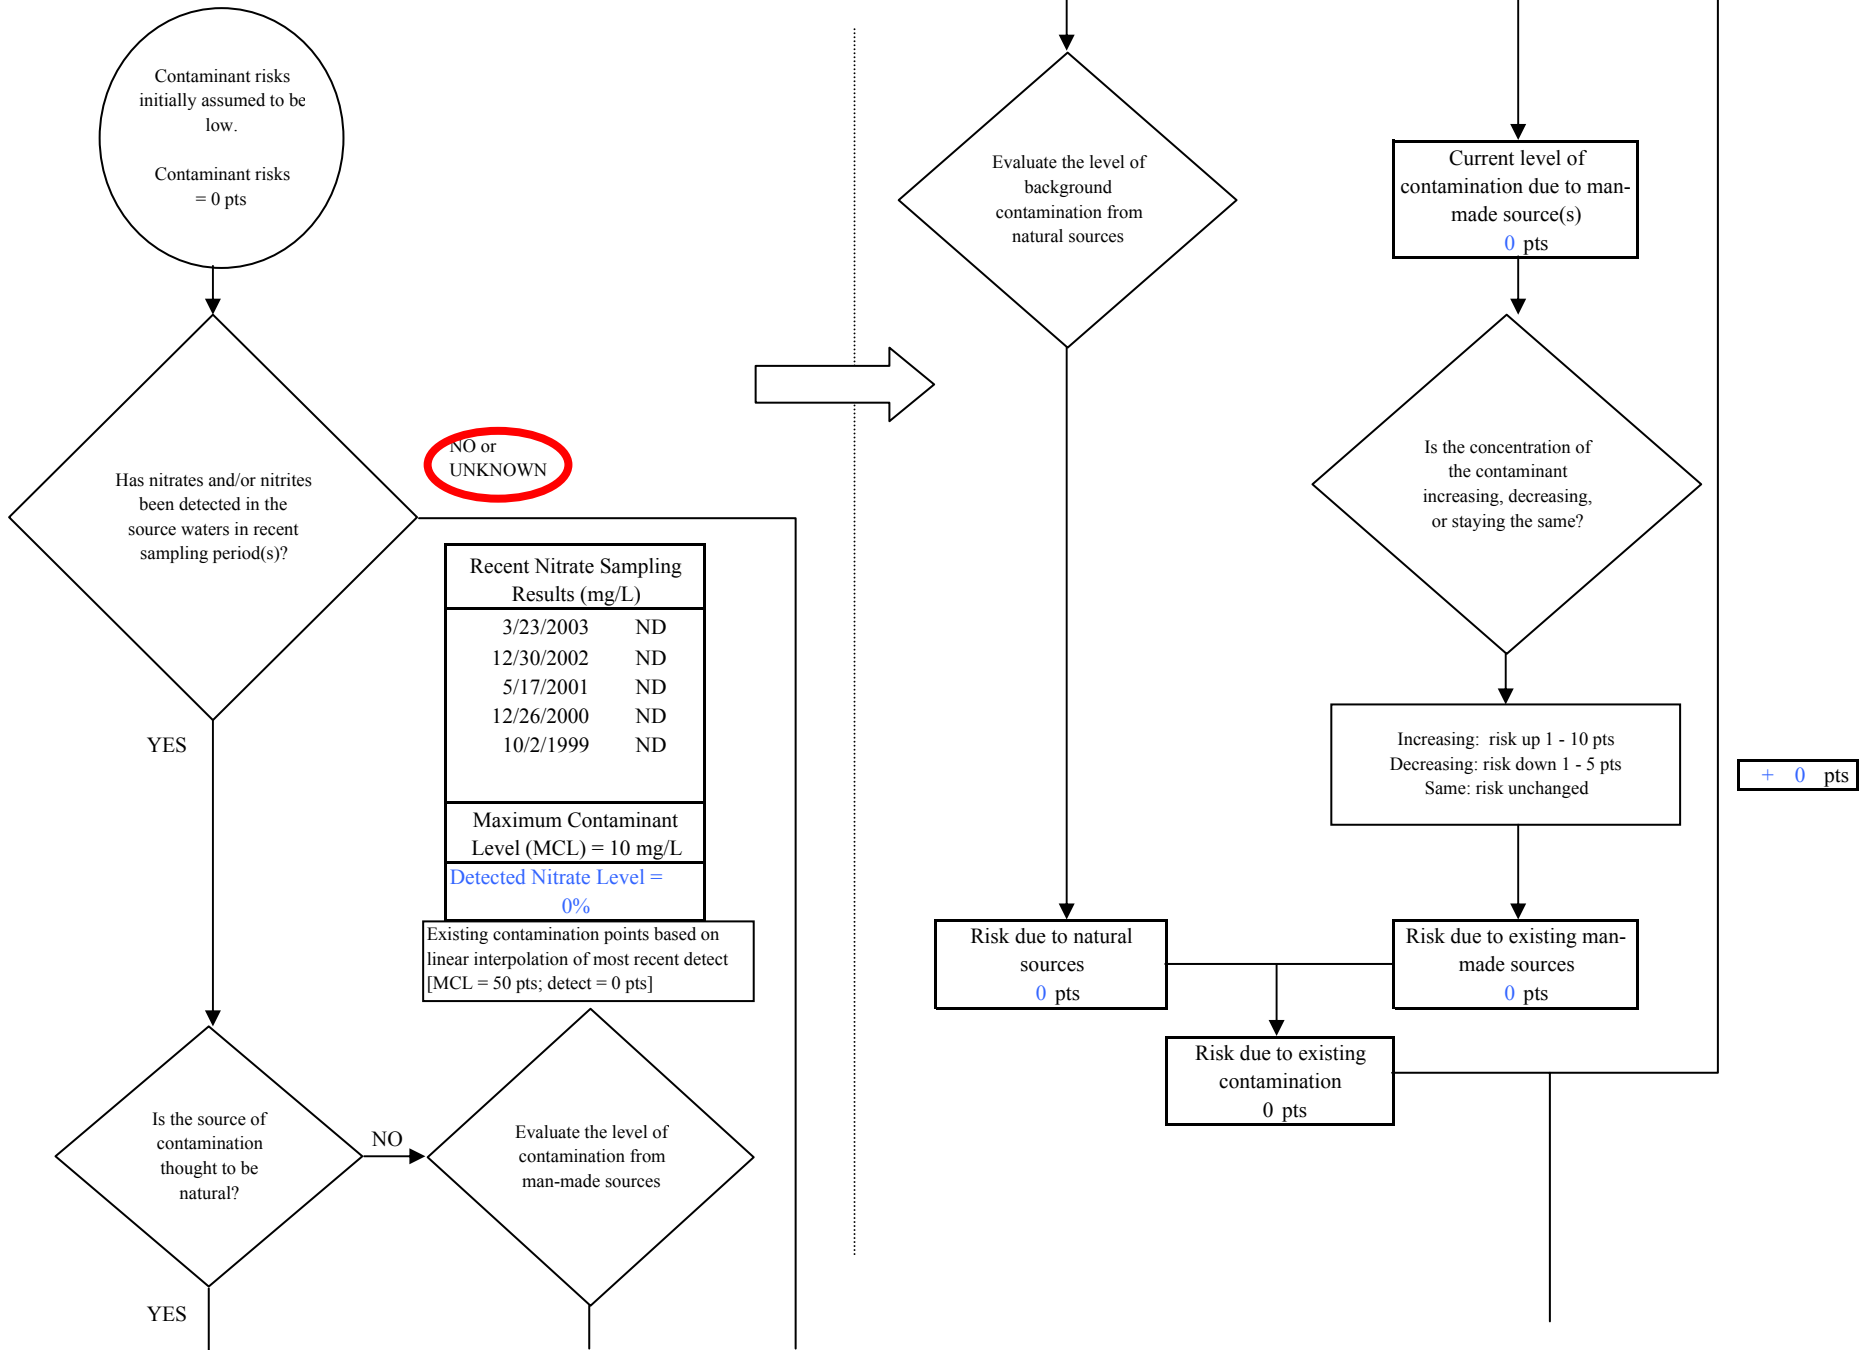 Contaminant risks
initially assumed to be
low.
Contaminant risks
= 0 pts
Has nitrates and/or nitrites
been detected in the
source waters in recent
sampling period(s)?
NO or
UNKNOWN
YES
Recent Nitrate Sampling
Results (mg/L)
3/23/2003 ND
12/30/2002 ND
5/17/2001 ND
12/26/2000 ND
10/2/1999 ND
Maximum Contaminant
Level (MCL) = 10 mg/L
Detected Nitrate Level =
0%
Existing contamination points based on
linear interpolation of most recent detect
[MCL = 50 pts; detect = 0 pts]
Is the source of
contamination
thought to be
natural?
NO
YES
Evaluate the level of
contamination from
man-made sources
Evaluate the level of
background
contamination from
natural sources
Current level of
contamination due to man-
made source(s)
0 pts
Is the concentration of
the contaminant
increasing, decreasing,
or staying the same?
Increasing: risk up 1 - 10 pts
Decreasing: risk down 1 - 5 pts
Same: risk unchanged
+ 0 pts
Risk due to natural
sources
0 pts
Risk due to existing man-
made sources
0 pts
Risk due to existing
contamination
0 pts